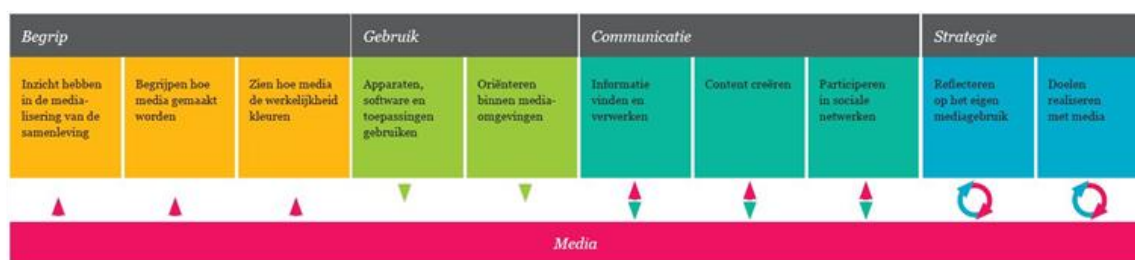 Begrip
Gebruik
Communicatie
Strategie
Inzicht hebben
in de media-
lisering van de
samenleving
Begrijpen hoe
media gemaakt
worden
Zien hoe media
de werkelijkheid
kleuren
Apparaten,
software en
toepassingen
gebruiken
Oriënteren
binnen media-
omgevingen
Informatie
vinden en
verwerken
Content creëren
Participeren
in sociale
netwerken
Reflecteren
op het eigen
mediagebruik
Doelen
realiseren
met media
Media